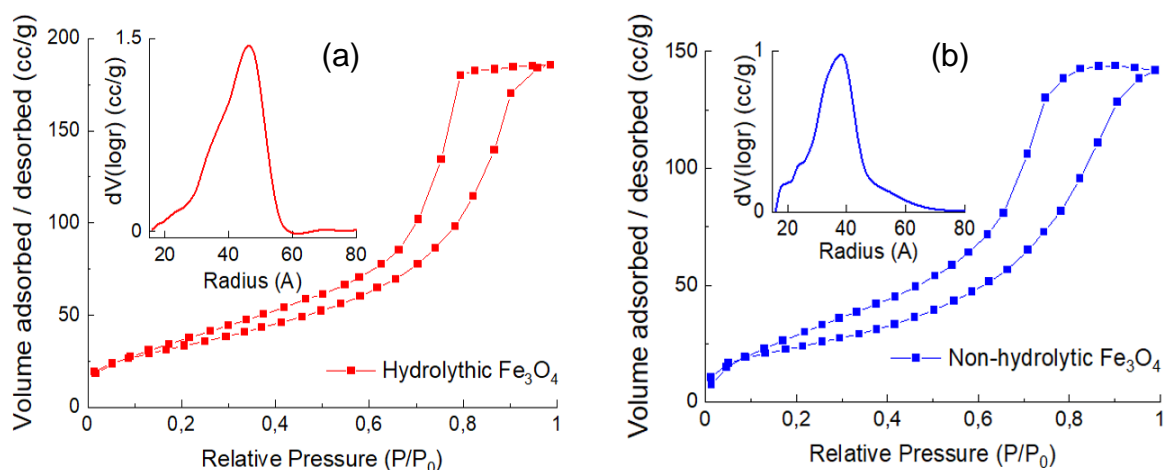 (a)
Volume adsorbed / desorbed (cc/g)
200
150
100
50
0
0
0,2
0,4
0,6
0,8
1
Relative Pressure (P/P₀)
Hydrolythic Fe₃O₄
dV(logr) (cc/g)
1.5
0
20
40
60
80
Radius (A)
(b)
Volume adsorbed / desorbed (cc/g)
150
100
50
0
0
0,2
0,4
0,6
0,8
1
Relative Pressure (P/P₀)
Non-hydrolytic Fe₃O₄
dV(logr) (cc/g)
1
0
20
40
60
80
Radius (A)